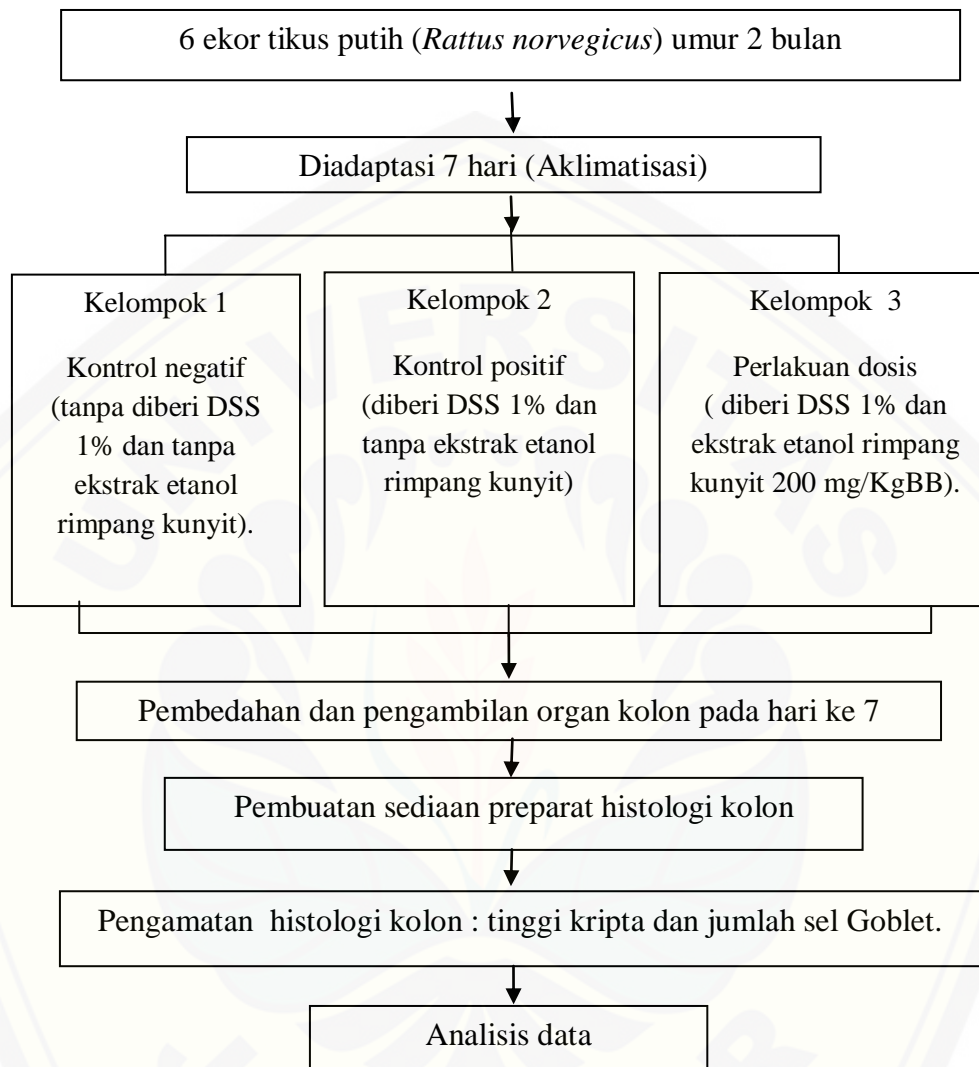 6 ekor tikus putih (Rattus norvegicus) umur 2 bulan
Diadaptasi 7 hari (Aklimatisasi)
Kelompok 1
Kontrol negatif
(tanpa diberi DSS
1% dan tanpa
ekstrak etanol
rimpang kunyit).
Kelompok 2
Kontrol positif
(diberi DSS 1% dan
tanpa ekstrak etanol
rimpang kunyit)
Kelompok 3
Perlakuan dosis
( diberi DSS 1% dan
ekstrak etanol rimpang
kunyit 200 mg/KgBB).
Pembedahan dan pengambilan organ kolon pada hari ke 7
Pembuatan sediaan preparat histologi kolon
Pengamatan histologi kolon : tinggi kripta dan jumlah sel Goblet.
Analisis data
UNIVERSITAS